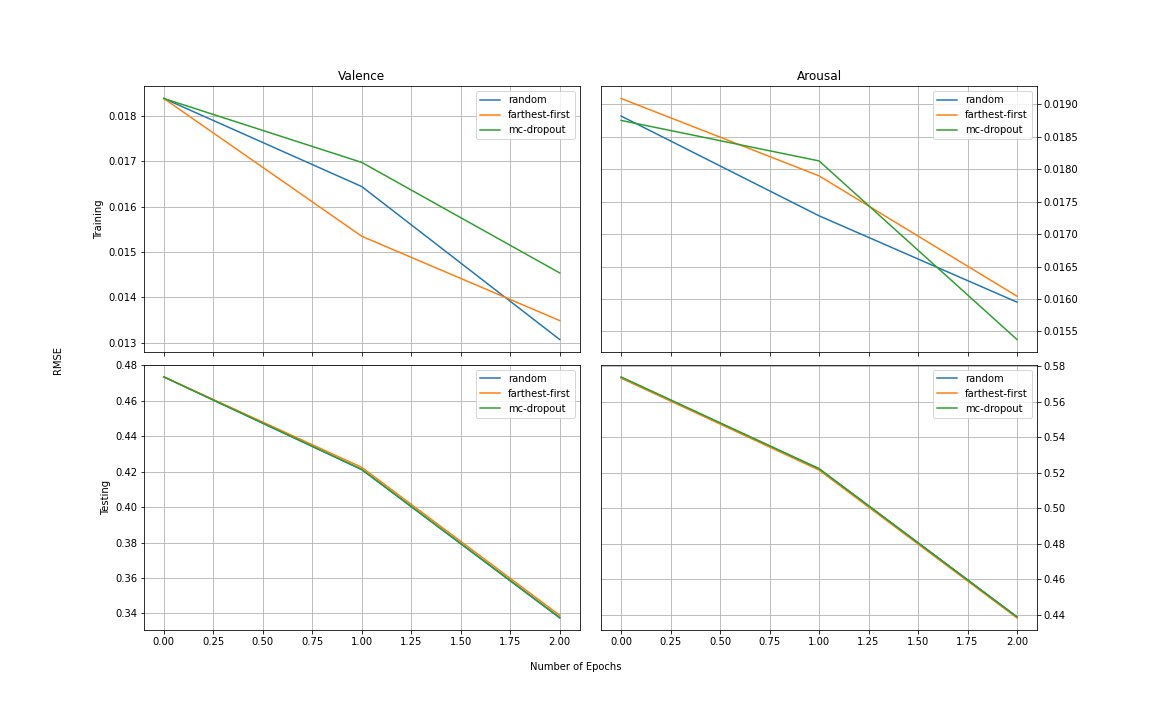 Valence
Arousal
random
farthest-first
mc-dropout
0.018
0.017
0.016
0.015
0.014
0.013
Training
random
farthest-first
mc-dropout
0.0190
0.0185
0.0180
0.0175
0.0170
0.0165
0.0160
0.0155
RMSE
random
farthest-first
mc-dropout
0.48
0.46
0.44
0.42
0.40
0.38
0.36
0.34
Testing
0.00 0.25 0.50 0.75 1.00 1.25 1.50 1.75 2.00
random
farthest-first
mc-dropout
0.58
0.56
0.54
0.52
0.50
0.48
0.46
0.44
0.00 0.25 0.50 0.75 1.00 1.25 1.50 1.75 2.00
Number of Epochs